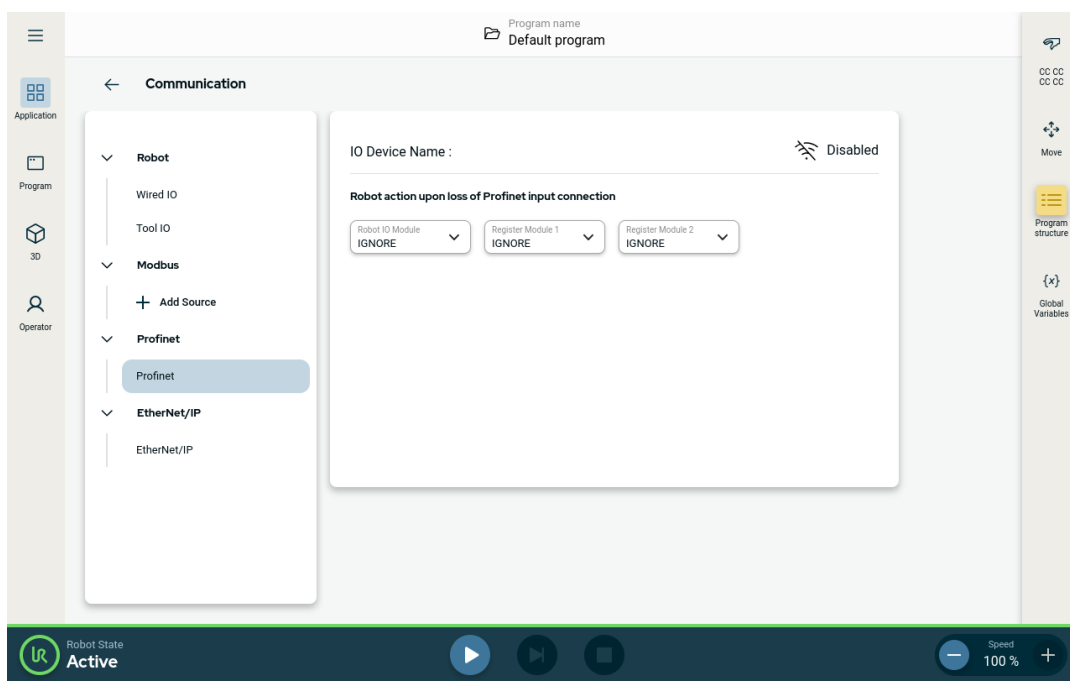 Program name
Default program
Communication
Application
Program
3D
Operator
Robot
Wired IO
Tool IO
Modbus
Add Source
Profinet
Profinet
EtherNet/IP
EtherNet/IP
IO Device Name :
Disabled
Robot action upon loss of Profinet input connection
Robot IO Module
IGNORE
Register Module 1
IGNORE
Register Module 2
IGNORE
CC CC
CC CC
Move
Program
structure
{x}
Global
Variables
UR
Robot State
Active
Speed
100 %